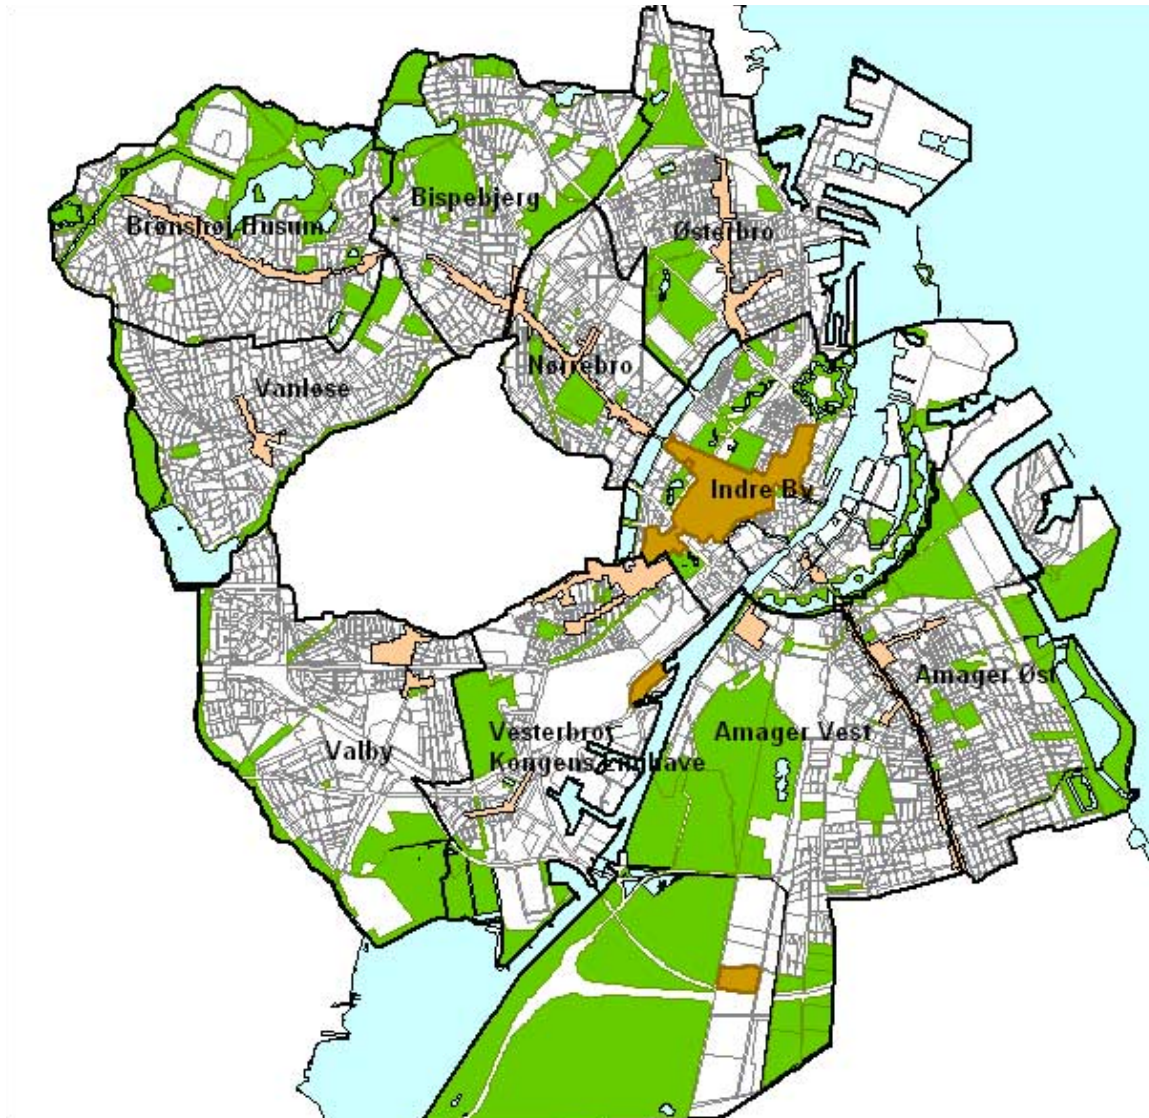 Bispebjerg
Brønshøj-Husum
Østerbro
Nørrebro
Vanløse
Indre By
Amager Øst
Vesterbro/
Kongens Enghave
Amager Vest
Valby